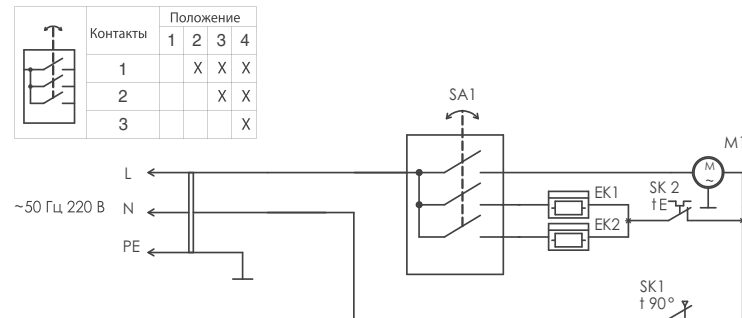 Контакты Положение
1 2 3 4
1 X X X
2 X X
3 X
SA1
M1
L
M
~
EK1
SK 2
t E
~50 Гц 220 В
N
EK2
PE
SK1
t 90°